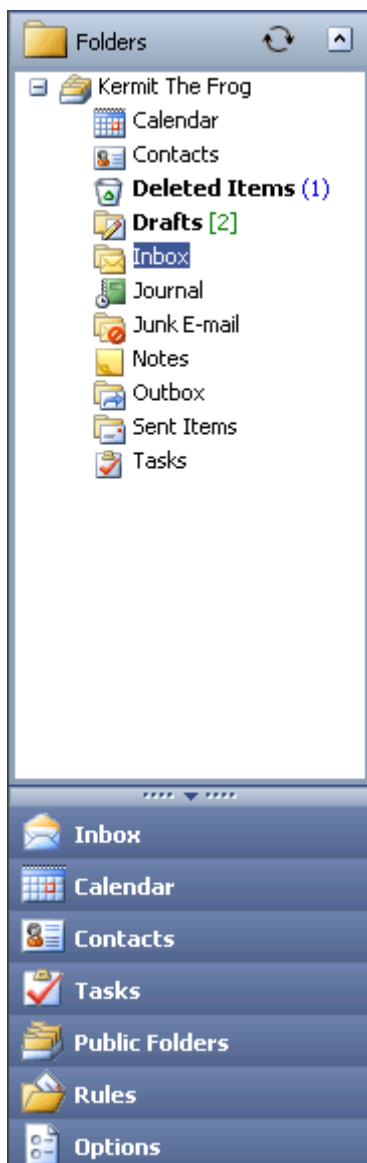 Folders
Kermit The Frog
Calendar
Contacts
Deleted Items (1)
Drafts [2]
Inbox
Journal
Junk E-mail
Notes
Outbox
Sent Items
Tasks
Inbox
Calendar
Contacts
Tasks
Public Folders
Rules
Options